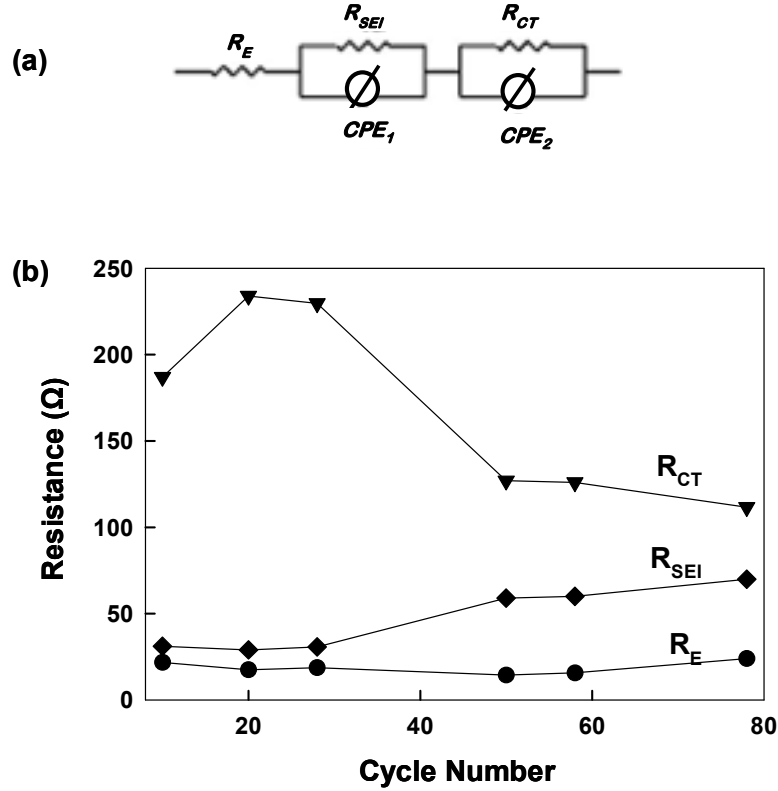 (a)
R_E
R_SEI
CPE_1
R_CT
CPE_2
(b)
Resistance (Ω)
250
200
150
100
50
0
R_CT
R_SEI
R_E
20
40
60
80
Cycle Number